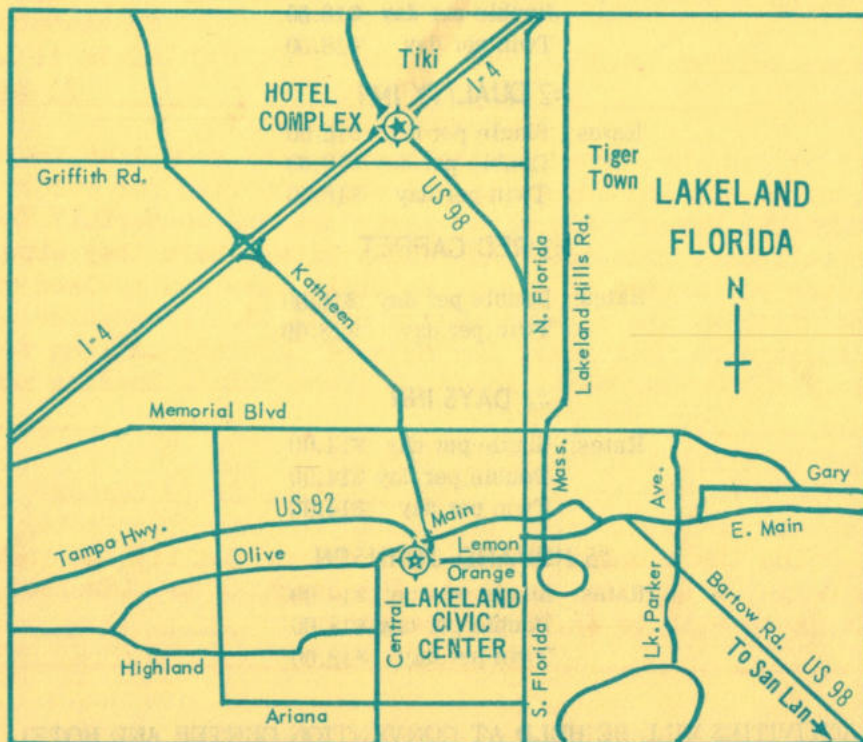 Tiki
I-4
HOTEL
COMPLEX
Griffith Rd.
US 98
Tiger
Town
LAKELAND
FLORIDA
N
N. Florida
Lakeland Hills Rd.
Kathleen
I-4
Memorial Blvd
Mass.
Ave.
Gary
US 92
Main
Tampa Hwy.
Lemon
E. Main
Olive
Orange
LAKELAND
CIVIC
CENTER
Central
Lk. Parker
Bartow Rd.
US 98
To San Lan
Highland
S. Florida
Ariana